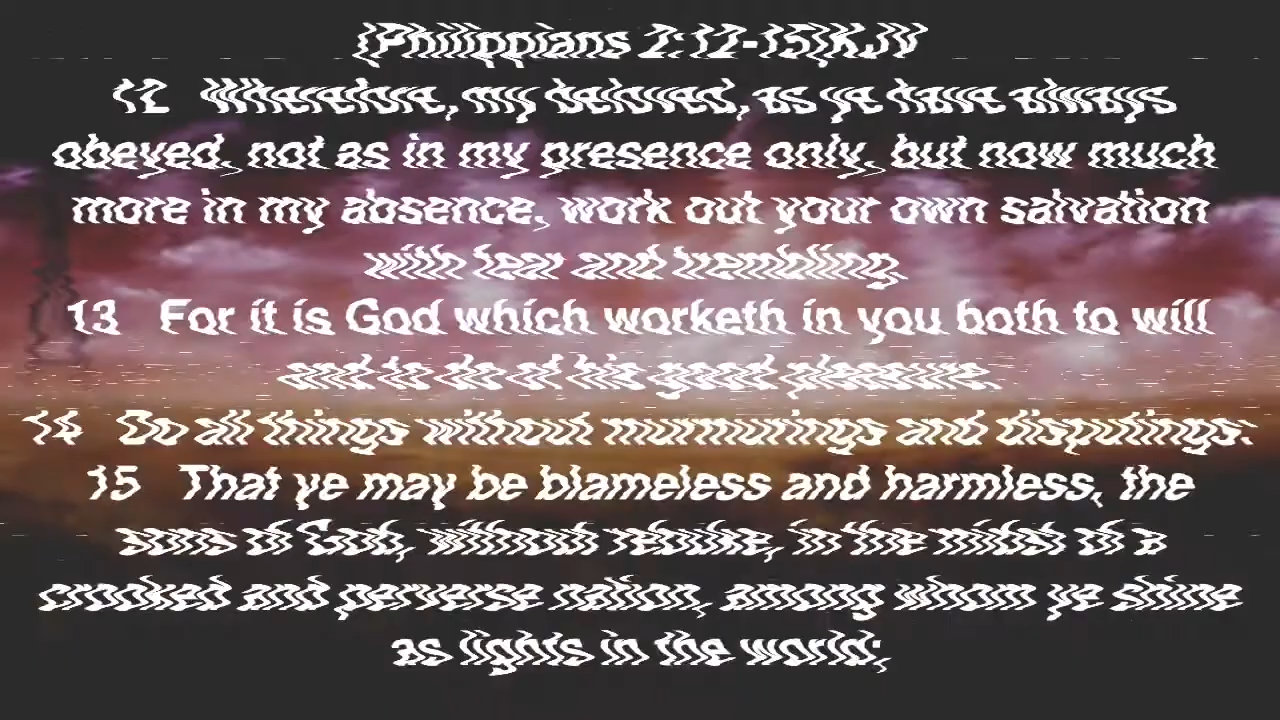 (Philippians 2:12-15)KJV
12 Wherefore, my beloved, as ye have always
obeyed, not as in my presence only, but now much
more in my absence, work out your own salvation
with fear and trembling.
13 For it is God which worketh in you both to will
and to do of his good pleasure.
14 Do all things without murmurings and disputings:
15 That ye may be blameless and harmless, the
sons of God, without rebuke, in the midst of a
crooked and perverse nation, among whom ye shine
as lights in the world;